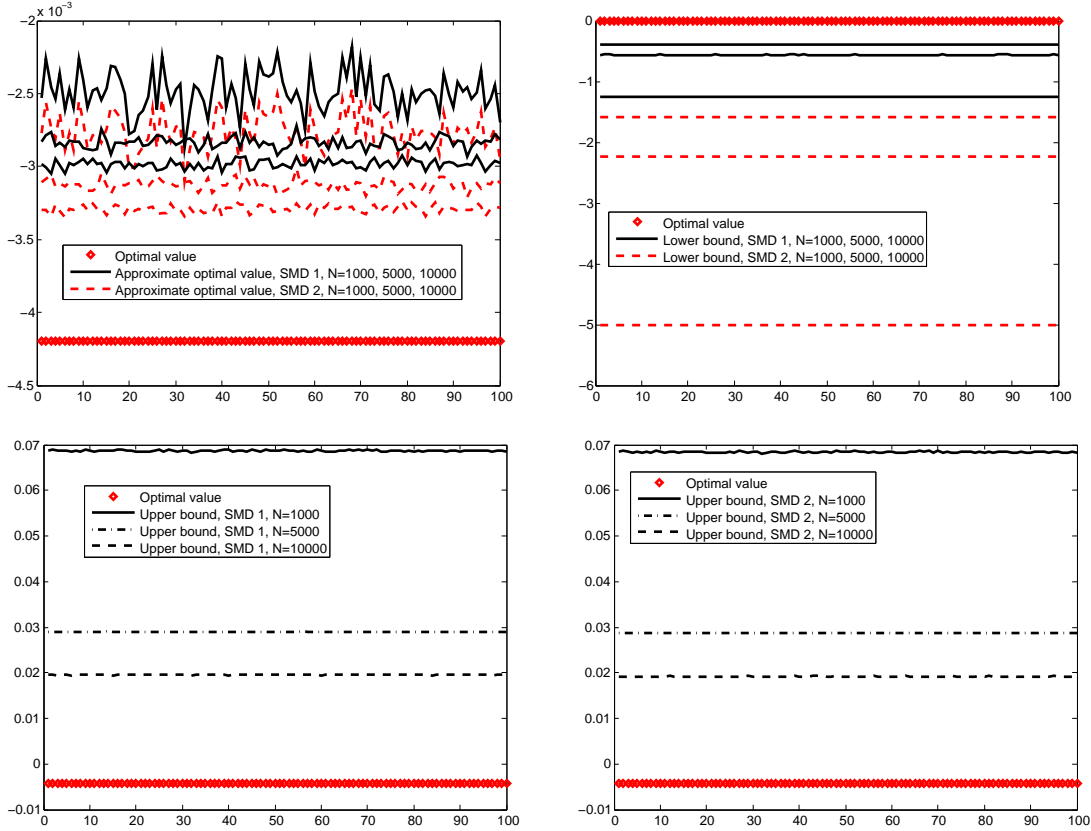 x 10⁻³
−2
−2.5
−3
−3.5
−4
−4.5
0 10 20 30 40 50 60 70 80 90 100
Optimal value
Approximate optimal value, SMD 1, N=1000, 5000, 10000
Approximate optimal value, SMD 2, N=1000, 5000, 10000
0
−1
−2
−3
−4
−5
−6
0 10 20 30 40 50 60 70 80 90 100
Optimal value
Lower bound, SMD 1, N=1000, 5000, 10000
Lower bound, SMD 2, N=1000, 5000, 10000
0.07
0.06
0.05
0.04
0.03
0.02
0.01
0
−0.01
0 10 20 30 40 50 60 70 80 90 100
Optimal value
Upper bound, SMD 1, N=1000
Upper bound, SMD 1, N=5000
Upper bound, SMD 1, N=10000
0.07
0.06
0.05
0.04
0.03
0.02
0.01
0
−0.01
0 10 20 30 40 50 60 70 80 90 100
Optimal value
Upper bound, SMD 2, N=1000
Upper bound, SMD 2, N=5000
Upper bound, SMD 2, N=10000